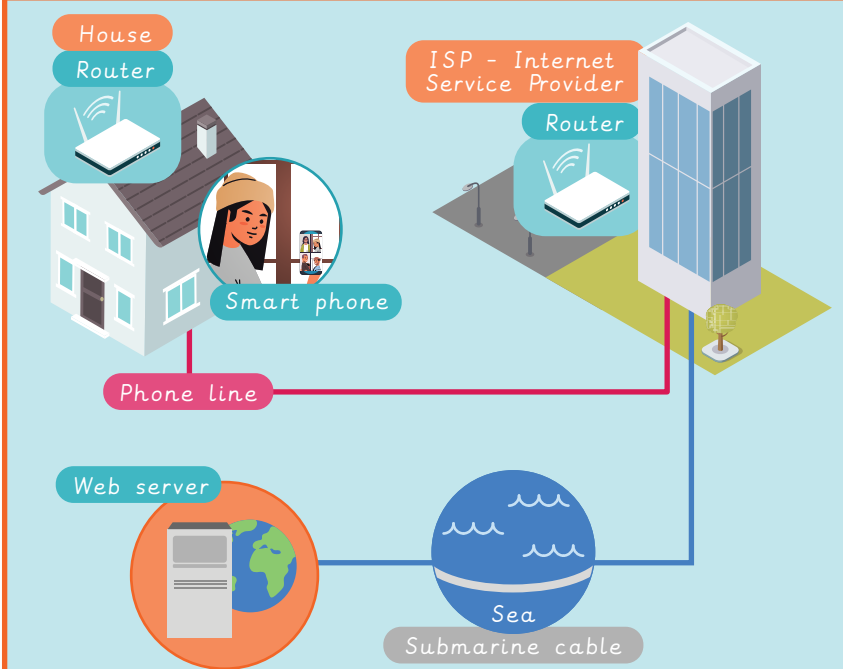 House
Router
ISP - Internet
Service Provider
Router
Smart phone
Phone line
Web server
Sea
Submarine cable